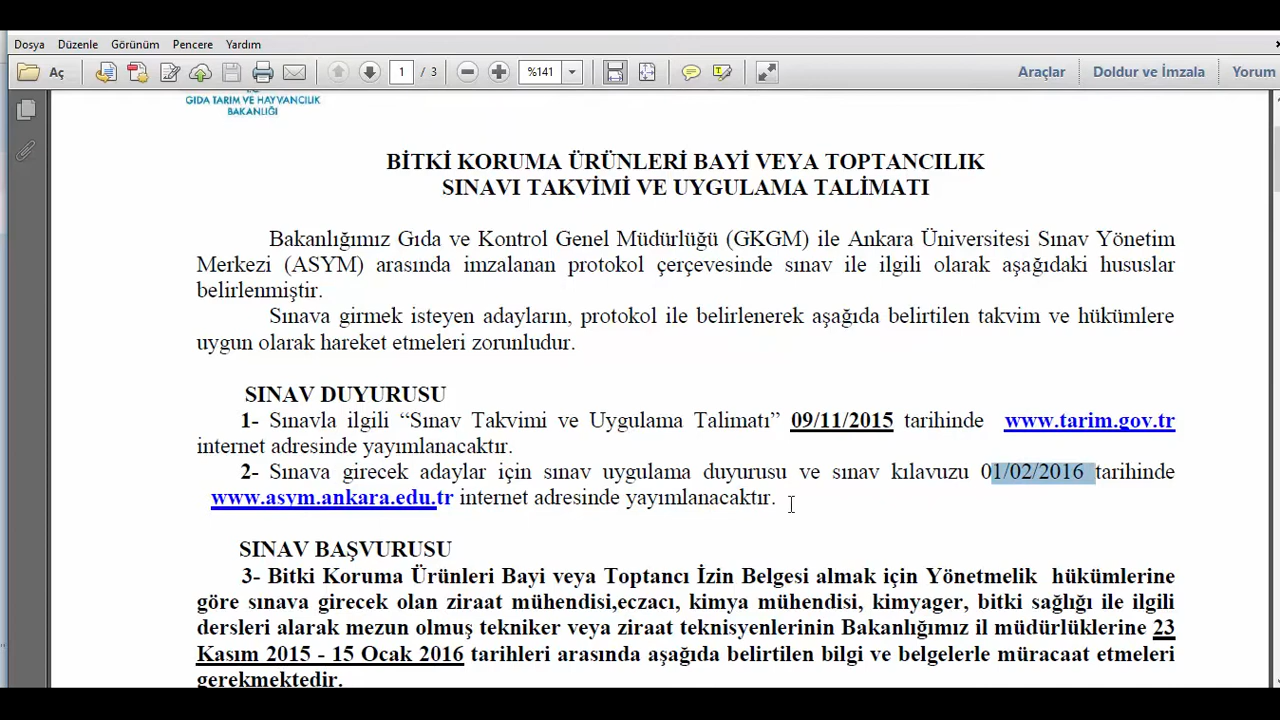 Dosya Düzenle Görünüm Pencere Yardım
Aç 1 / 3 %141 Araçlar Doldur ve İmzala Yorum
GIDA TARIM VE HAYVANCILIK
BAKANLIĞI
BİTKİ KORUMA ÜRÜNLERİ BAYİ VEYA TOPTANCILIK
SINAVI TAKVİMİ VE UYGULAMA TALİMATI
Bakanlığımız Gıda ve Kontrol Genel Müdürlüğü (GKGM) ile Ankara Üniversitesi Sınav Yönetim
Merkezi (ASYM) arasında imzalanan protokol çerçevesinde sınav ile ilgili olarak aşağıdaki hususlar
belirlenmiştir.
Sınava girmek isteyen adayların, protokol ile belirlenerek aşağıda belirtilen takvim ve hükümlere
uygun olarak hareket etmeleri zorunludur.
SINAV DUYURUSU
1- Sınavla ilgili “Sınav Takvimi ve Uygulama Talimatı” 09/11/2015 tarihinde www.tarim.gov.tr
internet adresinde yayımlanacaktır.
2- Sınava girecek adaylar için sınav uygulama duyurusu ve sınav kılavuzu 01/02/2016 tarihinde
www.asym.ankara.edu.tr internet adresinde yayımlanacaktır.
SINAV BAŞVURUSU
3- Bitki Koruma Ürünleri Bayi veya Toptancı İzin Belgesi almak için Yönetmelik hükümlerine
göre sınava girecek olan ziraat mühendisi,eczacı, kimya mühendisi, kimyager, bitki sağlığı ile ilgili
dersleri alarak mezun olmuş tekniker veya ziraat teknisyenlerinin Bakanlığımız il müdürlüklerine 23
Kasım 2015 - 15 Ocak 2016 tarihleri arasında aşağıda belirtilen bilgi ve belgelerle müracaat etmeleri
gerekmektedir.